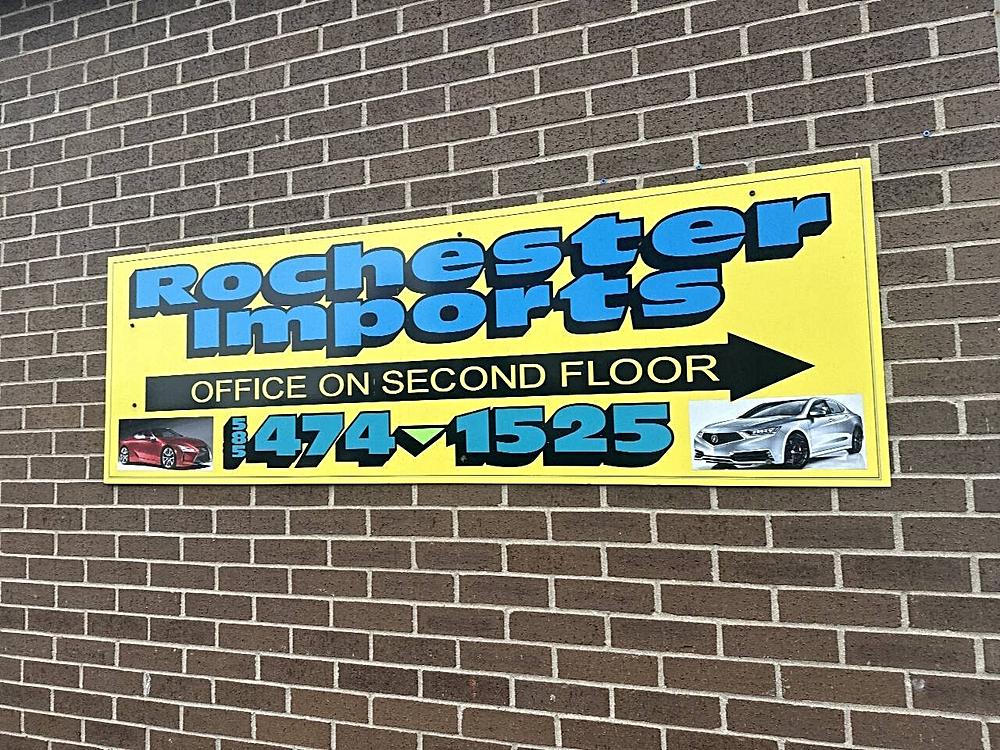 Rochester
Imports
OFFICE ON SECOND FLOOR
585 474 1525